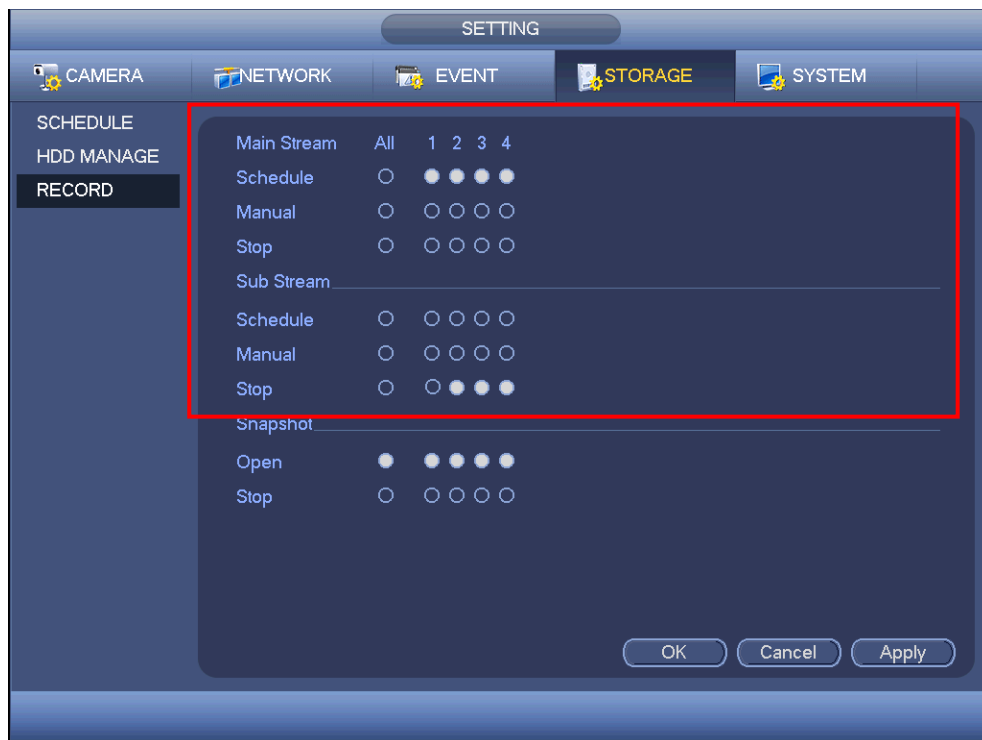 SETTING
CAMERA NETWORK EVENT STORAGE SYSTEM
SCHEDULE
HDD MANAGE
RECORD
Main Stream All 1 2 3 4
Schedule
Manual
Stop
Sub Stream
Schedule
Manual
Stop
Snapshot
Open
Stop
OK Cancel Apply